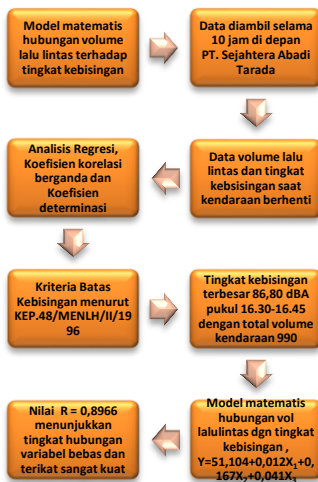 Model matematis
hubungan volume
lalu lintas terhadap
tingkat kebisingan
Data diambil selama
10 jam di depan
PT. Sejahtera Abadi
Tarada
Data volume lalu
lintas dan tingkat
kebsisingan saat
kendaraan berhenti
Analisis Regresi,
Koefisien korelasi
berganda dan
Koefisien
determinasi
Kriteria Batas
Kebisingan menurut
KEP.48/MENLH/II/19
96
Tingkat kebisingan
terbesar 86,80 dBA
pukul 16.30-16.45
dengan total volume
kendaraan 990
Model matematis
hubungan vol
lalulintas dgn tingkat
kebisingan ,
Y=51,104+0,012X₁+0,
167X₂+0,041X₃
Nilai R = 0,8966
menunjukkan
tingkat hubungan
variabel bebas dan
terikat sangat kuat